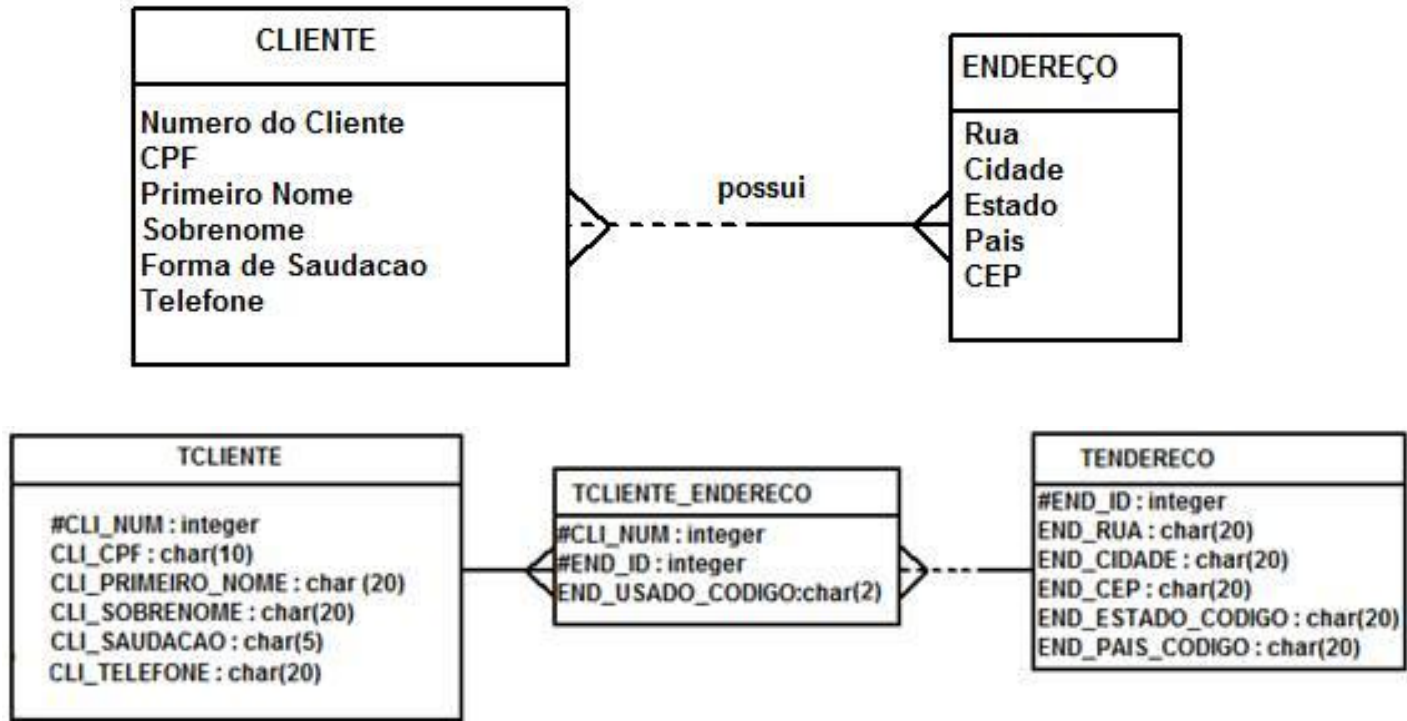 CLIENTE
Numero do Cliente
CPF
Primeiro Nome
Sobrenome
Forma de Saudacao
Telefone
possui
ENDEREÇO
Rua
Cidade
Estado
Pais
CEP
TCLIENTE
#CLI_NUM : integer
CLI_CPF : char(10)
CLI_PRIMEIRO_NOME : char (20)
CLI_SOBRENOME : char(20)
CLI_SAUDACAO : char(5)
CLI_TELEFONE : char(20)
TCLIENTE_ENDERECO
#CLI_NUM : integer
#END_ID : integer
END_USADO_CODIGO:char(2)
TENDERECO
#END_ID : integer
END_RUA : char(20)
END_CIDADE : char(20)
END_CEP : char(20)
END_ESTADO_CODIGO : char(20)
END_PAIS_CODIGO : char(20)